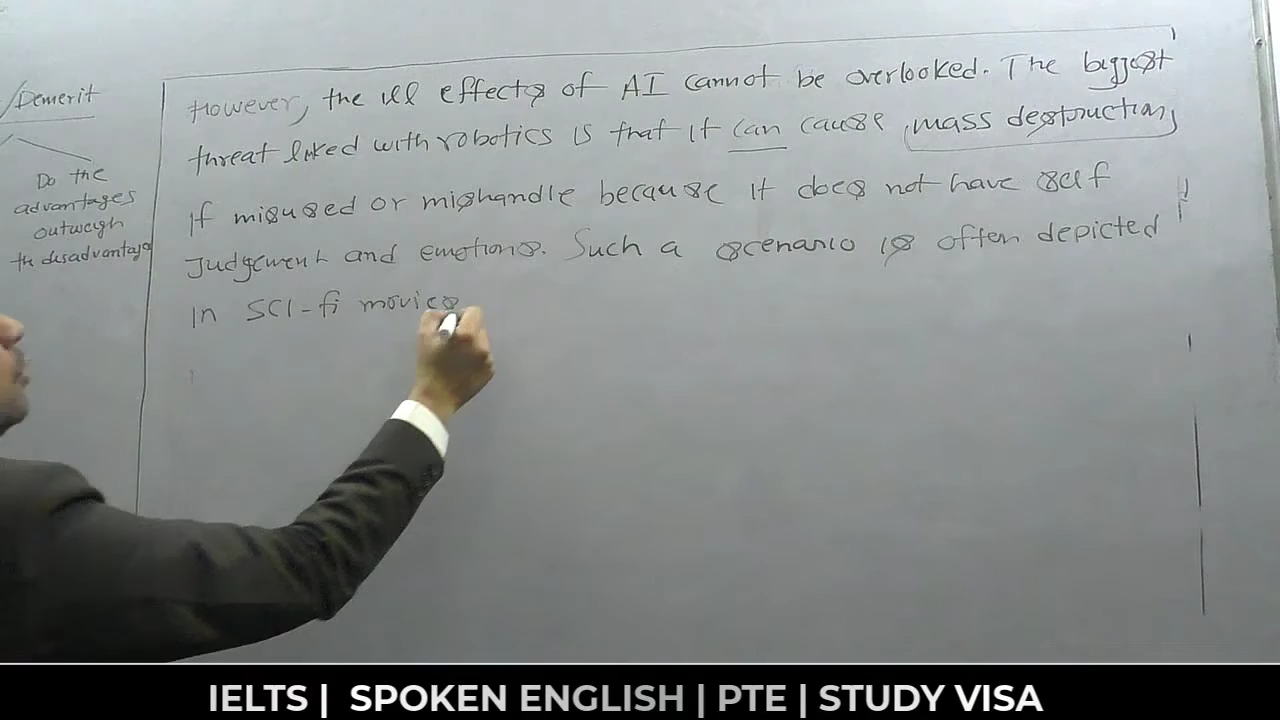 /Demerit
Do the
advantages
outweigh
the disadvantage
However, the ill effects of AI cannot be overlooked. The biggest
threat linked with robotics is that it can cause mass destruction,
if misused or mishandle because it does not have self
judgement and emotions. Such a scenario is often depicted
in SCI-fi movies
IELTS | SPOKEN ENGLISH | PTE | STUDY VISA